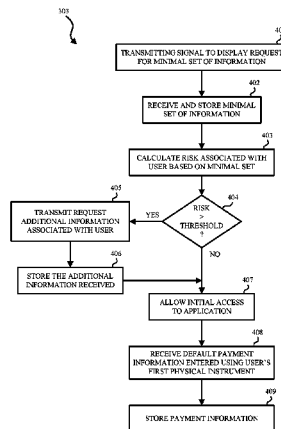 303
TRANSMITTING SIGNAL TO DISPLAY REQUEST
FOR MINIMAL SET OF INFORMATION
402
RECEIVE AND STORE MINIMAL
SET OF INFORMATION
403
CALCULATE RISK ASSOCIATED WITH
USER BASED ON MINIMAL SET
404
RISK
>
THRESHOLD
?
YES
NO
405
TRANSMIT REQUEST
ADDITIONAL INFORMATION
ASSOCIATED WITH USER
406
STORE THE ADDITIONAL
INFORMATION RECEIVED
407
ALLOW INITIAL ACCESS
TO APPLICATION
408
RECEIVE DEFAULT PAYMENT
INFORMATION ENTERED USING USER'S
FIRST PHYSICAL INSTRUMENT
409
STORE PAYMENT INFORMATION